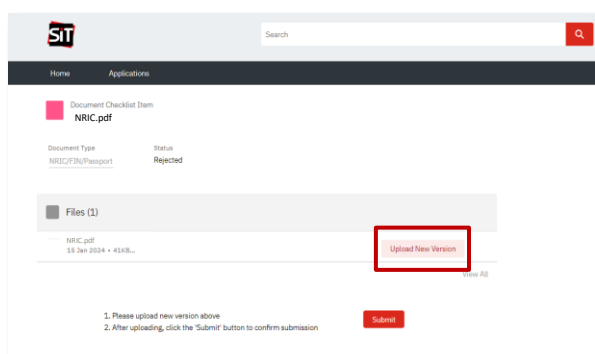 SiT
Search
Home Applications
Document Checklist Item
NRIC.pdf
Document Type Status
NRIC/FIN/Passport Rejected
Files (1)
NRIC.pdf
15 Jan 2024 • 41KB...
Upload New Version
View All
1. Please upload new version above
2. After uploading, click the 'Submit' button to confirm submission
Submit